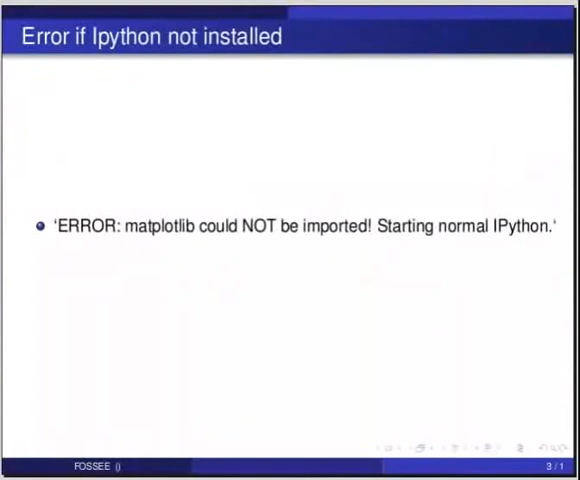 Error if Ipython not installed
‘ERROR: matplotlib could NOT be imported! Starting normal IPython.‘
FOSSEE ()
3 / 1